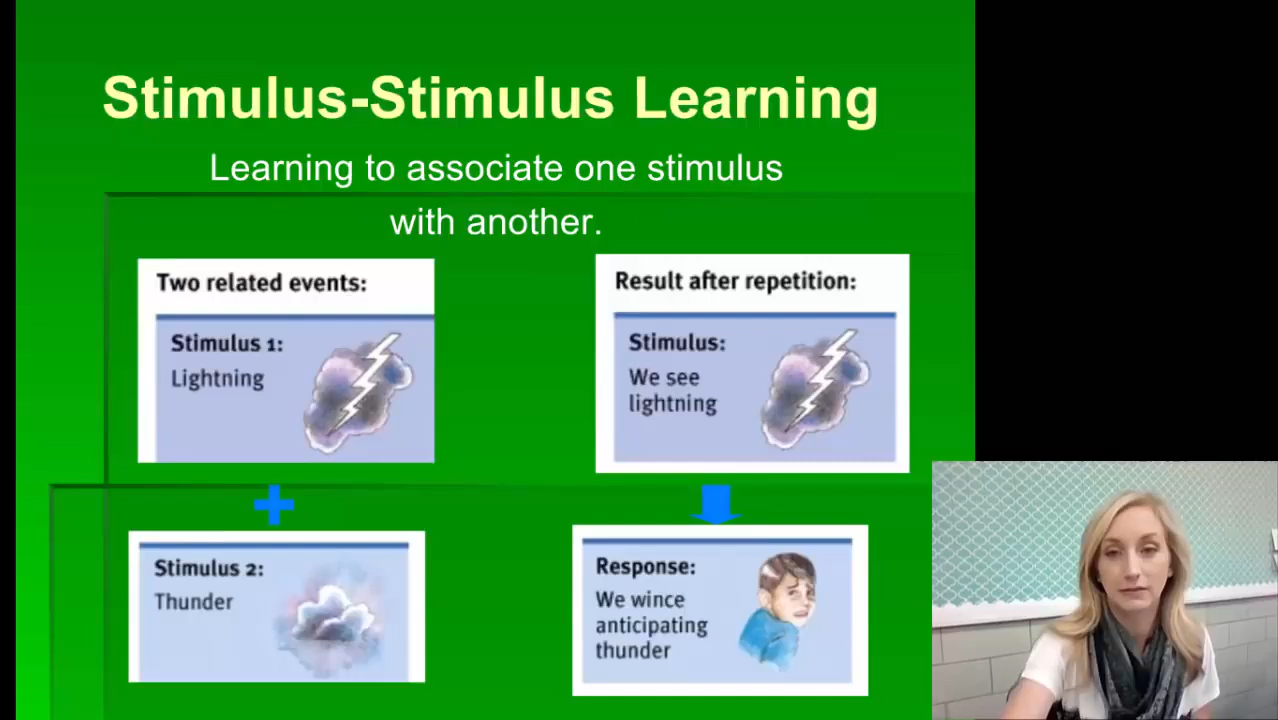 Stimulus-Stimulus Learning
Learning to associate one stimulus
with another.
Two related events:
Stimulus 1:
Lightning
Stimulus 2:
Thunder
Result after repetition:
Stimulus:
We see
lightning
Response:
We wince
anticipating
thunder